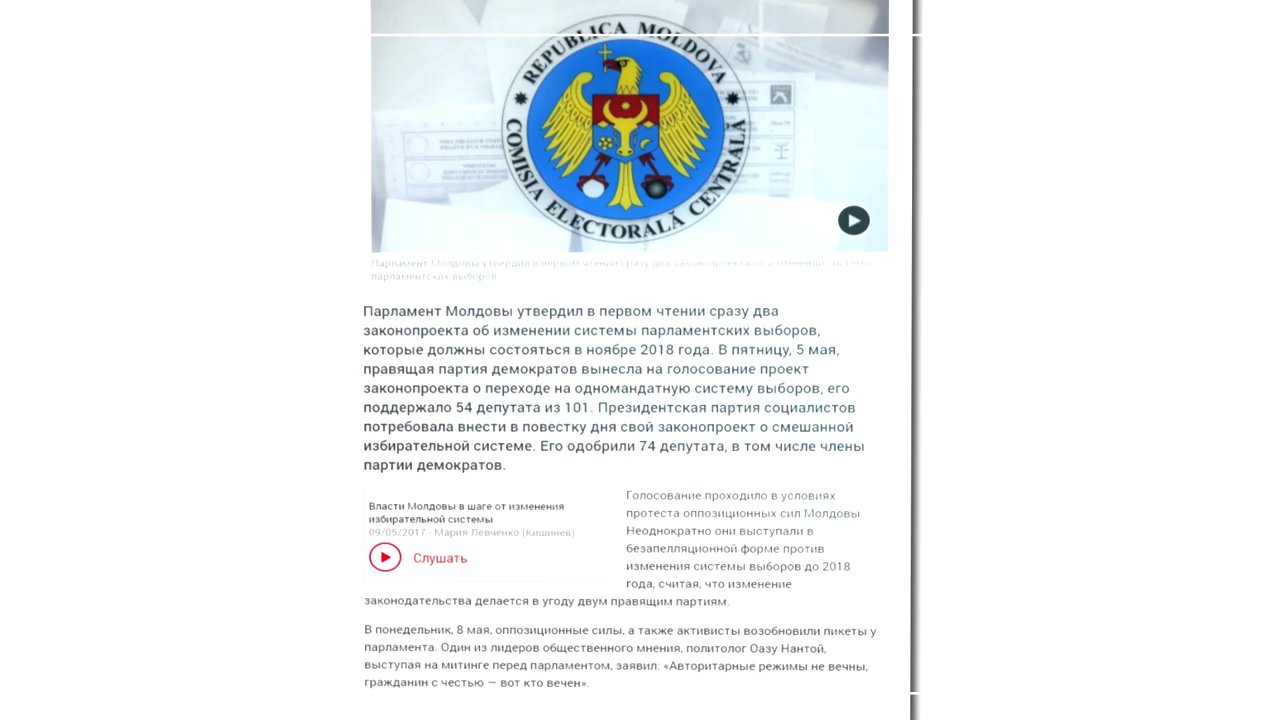 REPUBLICA MOLDOVA
COMISIA ELECTORALĂ CENTRALĂ
Парламент Молдовы утвердил в первом чтении сразу два законопроекта об изменении системы
парламентских выборов
Парламент Молдовы утвердил в первом чтении сразу два
законопроекта об изменении системы парламентских выборов,
которые должны состояться в ноябре 2018 года. В пятницу, 5 мая,
правящая партия демократов вынесла на голосование проект
законопроекта о переходе на одномандатную систему выборов, его
поддержало 54 депутата из 101. Президентская партия социалистов
потребовала внести в повестку дня свой законопроект о смешанной
избирательной системе. Его одобрили 74 депутата, в том числе члены
партии демократов.
Власти Молдовы в шаге от изменения
избирательной системы
09/05/2017 - Мария Левченко (Кишинев)
Слушать
Голосование проходило в условиях
протеста оппозиционных сил Молдовы
Неоднократно они выступали в
безапелляционной форме против
изменения системы выборов до 2018
года, считая, что изменение
законодательства делается в угоду двум правящим партиям.
В понедельник, 8 мая, оппозиционные силы, а также активисты возобновили пикеты у
парламента. Один из лидеров общественного мнения, политолог Оазу Нантой,
выступая на митинге перед парламентом, заявил: «Авторитарные режимы не вечны,
гражданин с честью — вот кто вечен».